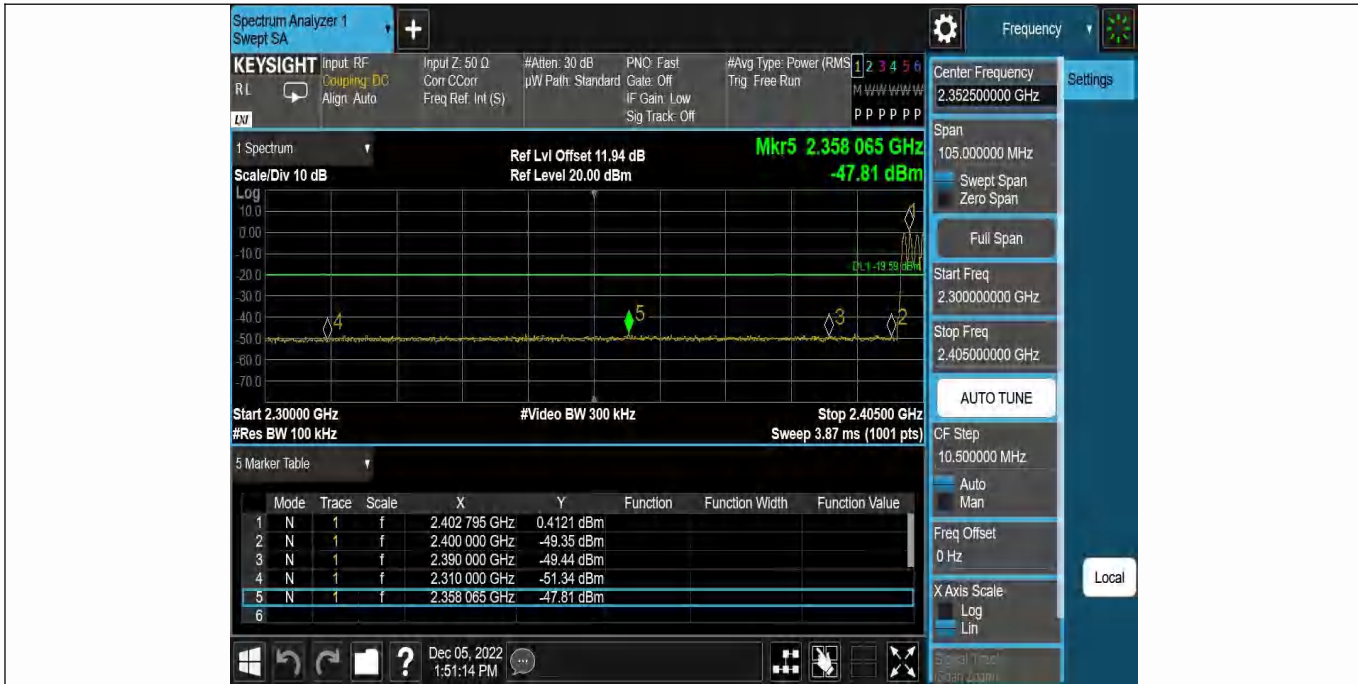 Spectrum Analyzer 1
Swept SA
Frequency
KEYSIGHT
RL
LXI
Input: RF
Coupling: DC
Align: Auto
Input Z: 50 Ω
Corr CCorr
Freq Ref: Int (S)
#Atten: 30 dB
µW Path: Standard
PNO: Fast
Gate: Off
IF Gain: Low
Sig Track: Off
#Avg Type: Power (RMS
Trig: Free Run
1 2 3 4 5 6
M W W W W W
P P P P P P
1 Spectrum
Scale/Div 10 dB
Ref Lvl Offset 11.94 dB
Ref Level 20.00 dBm
Mkr5 2.358 065 GHz
-47.81 dBm
Log
10.0
0.00
-10.0
-20.0
-30.0
-40.0
-50.0
-60.0
-70.0
1
DL1 -19.59 dBm
4
5
3
2
Start 2.30000 GHz
#Res BW 100 kHz
#Video BW 300 kHz
Stop 2.40500 GHz
Sweep 3.87 ms (1001 pts)
5 Marker Table
Mode Trace Scale X Y Function Function Width Function Value
1 N 1 f 2.402 795 GHz 0.4121 dBm
2 N 1 f 2.400 000 GHz -49.35 dBm
3 N 1 f 2.390 000 GHz -49.44 dBm
4 N 1 f 2.310 000 GHz -51.34 dBm
5 N 1 f 2.358 065 GHz -47.81 dBm
6
Dec 05, 2022
1:51:14 PM
Center Frequency
2.352500000 GHz
Settings
Span
105.000000 MHz
Swept Span
Zero Span
Full Span
Start Freq
2.300000000 GHz
Stop Freq
2.405000000 GHz
AUTO TUNE
CF Step
10.500000 MHz
Auto
Man
Freq Offset
0 Hz
Local
X Axis Scale
Log
Lin
Signal Track
(Span Zoom)